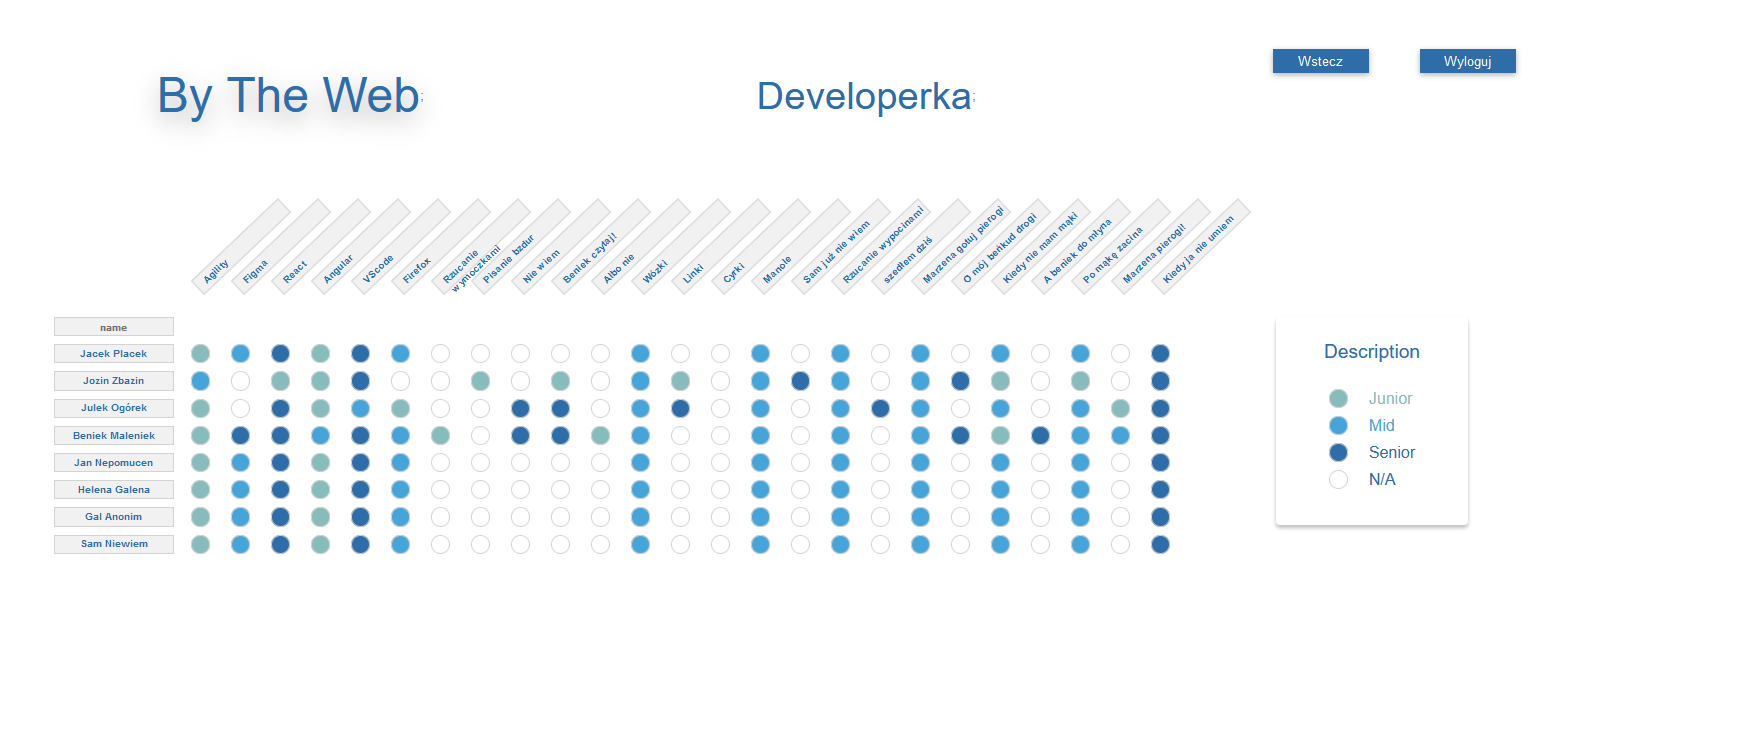 Wstecz
Wyloguj
By The Web;
Developerka;
Agility
Figma
React
Angular
VScode
Firefox
Rzucanie
wymoczkami
Pisanie bzdur
Nie wiem
Beniek czytaj!
Albo nie
Wózki
Linki
Cyrki
Manole
Sam już nie wiem
Rzucanie wypocinami
szedłem dziś
Marzena gotuj pierogi
O mój beńkud drogi
Kiedy nie mam mąki
A beniek do młyna
Po mąkę zacina
Marzena pierogi!
Kiedy ja nie umiem
name
Jacek Placek
Jozin Zbazin
Julek Ogórek
Beniek Maleniek
Jan Nepomucen
Helena Galena
Gal Anonim
Sam Niewiem
Description
Junior
Mid
Senior
N/A